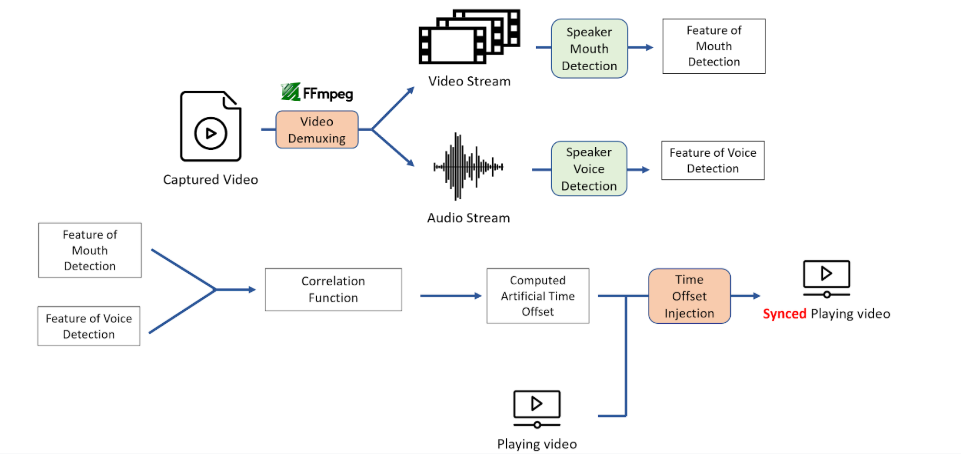 FFmpeg
Video
Demuxing
Captured Video
Video Stream
Speaker
Mouth
Detection
Feature of
Mouth
Detection
Audio Stream
Speaker
Voice
Detection
Feature of Voice
Detection
Feature of
Mouth
Detection
Feature of Voice
Detection
Correlation
Function
Computed
Artificial Time
Offset
Time
Offset
Injection
Synced Playing video
Playing video